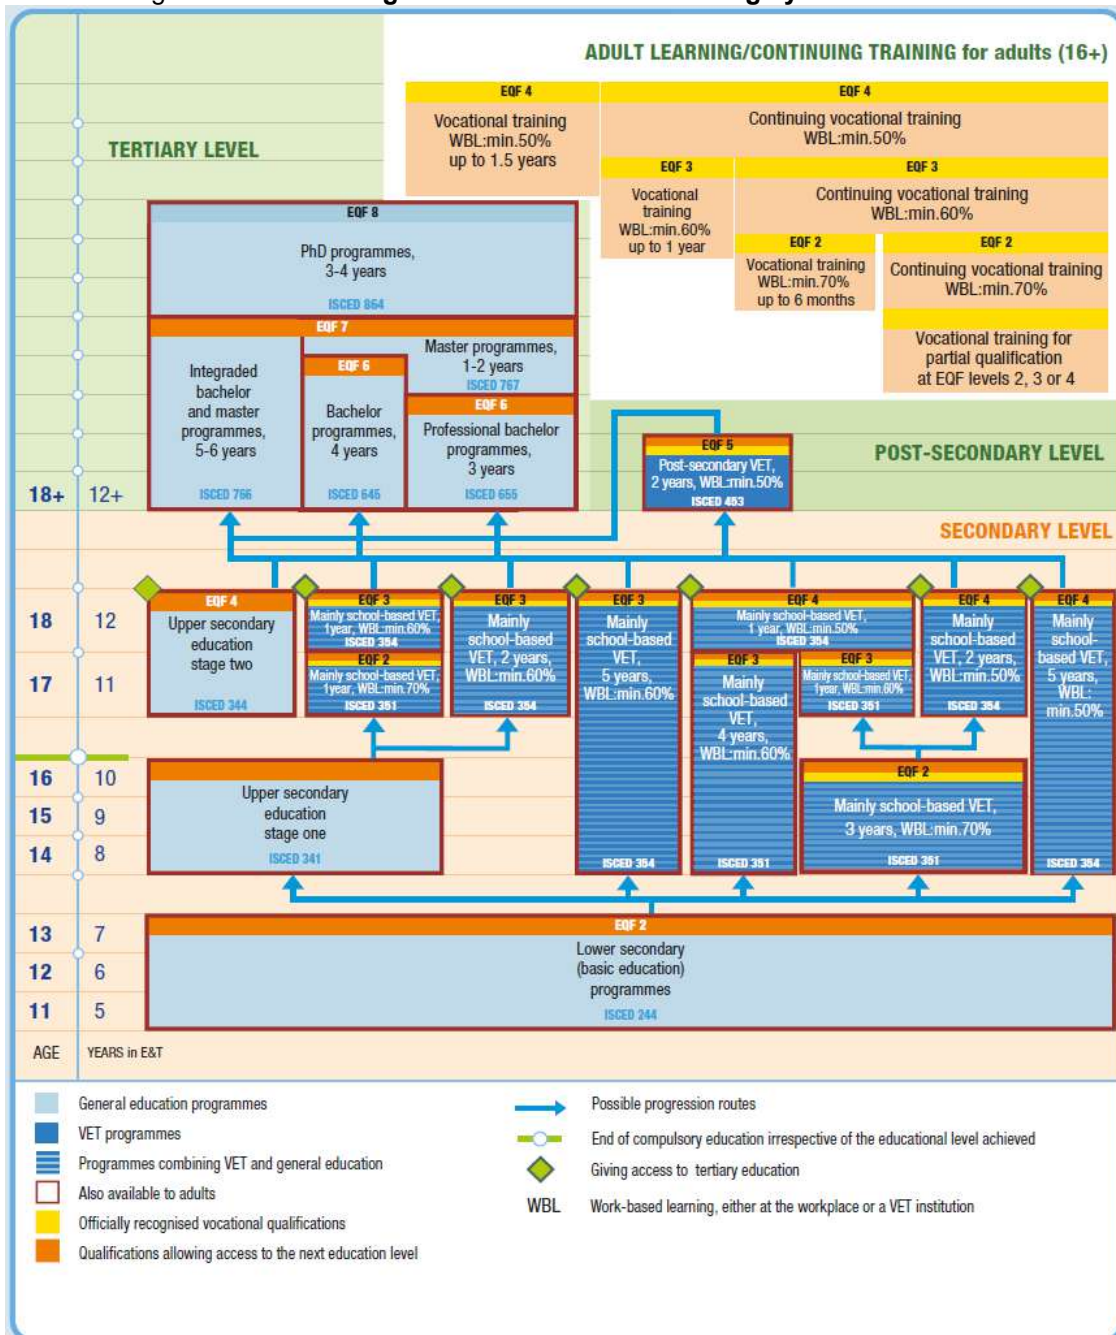 ADULT LEARNING/CONTINUING TRAINING for adults (16+)
EQF 4
Vocational training
WBL:min.50%
up to 1.5 years
EQF 4
Continuing vocational training
WBL:min.50%
EQF 3
Vocational
training
WBL:min.60%
up to 1 year
EQF 3
Continuing vocational training
WBL:min.60%
EQF 2
Vocational training
WBL:min.70%
up to 6 months
EQF 2
Continuing vocational training
WBL:min.70%
Vocational training for
partial qualification
at EQF levels 2, 3 or 4
TERTIARY LEVEL
EQF 8
PhD programmes,
3-4 years
ISCED 864
EQF 7
Integraded
bachelor
and master
programmes,
5-6 years
ISCED 766
Master programmes,
1-2 years
ISCED 767
EQF 6
Bachelor
programmes,
4 years
ISCED 645
EQF 6
Professional bachelor
programmes,
3 years
ISCED 655
EQF 5
Post-secondary VET,
2 years, WBL:min.50%
ISCED 453
POST-SECONDARY LEVEL
18+ 12+
SECONDARY LEVEL
18 12
17 11
EQF 4
Upper secondary
education
stage two
ISCED 344
EQF 3
Mainly school-based VET,
1year, WBL:min.60%
ISCED 354
EQF 2
Mainly school-based VET,
1year, WBL:min.70%
ISCED 351
EQF 3
Mainly
school-based
VET, 2 years,
WBL:min.60%
ISCED 354
EQF 3
Mainly
school-based
VET,
5 years,
WBL:min.60%
ISCED 354
EQF 4
Mainly school-based VET,
1 year, WBL:min.50%
ISCED 354
EQF 3
Mainly
school-based
VET,
4 years,
WBL:min.60%
ISCED 351
EQF 3
Mainly school-based VET,
1year, WBL:min.60%
ISCED 351
EQF 4
Mainly
school-based
VET, 2 years,
WBL:min.50%
ISCED 354
EQF 4
Mainly
school-
based VET,
5 years,
WBL:
min.50%
ISCED 354
16 10
15 9
14 8
Upper secondary
education
stage one
ISCED 341
EQF 2
Mainly school-based VET,
3 years, WBL:min.70%
ISCED 351
13 7
12 6
11 5
EQF 2
Lower secondary
(basic education)
programmes
ISCED 244
AGE YEARS in E&T
General education programmes
VET programmes
Programmes combining VET and general education
Also available to adults
Officially recognised vocational qualifications
Qualifications allowing access to the next education level
Possible progression routes
End of compulsory education irrespective of the educational level achieved
Giving access to tertiary education
WBL Work-based learning, either at the workplace or a VET institution